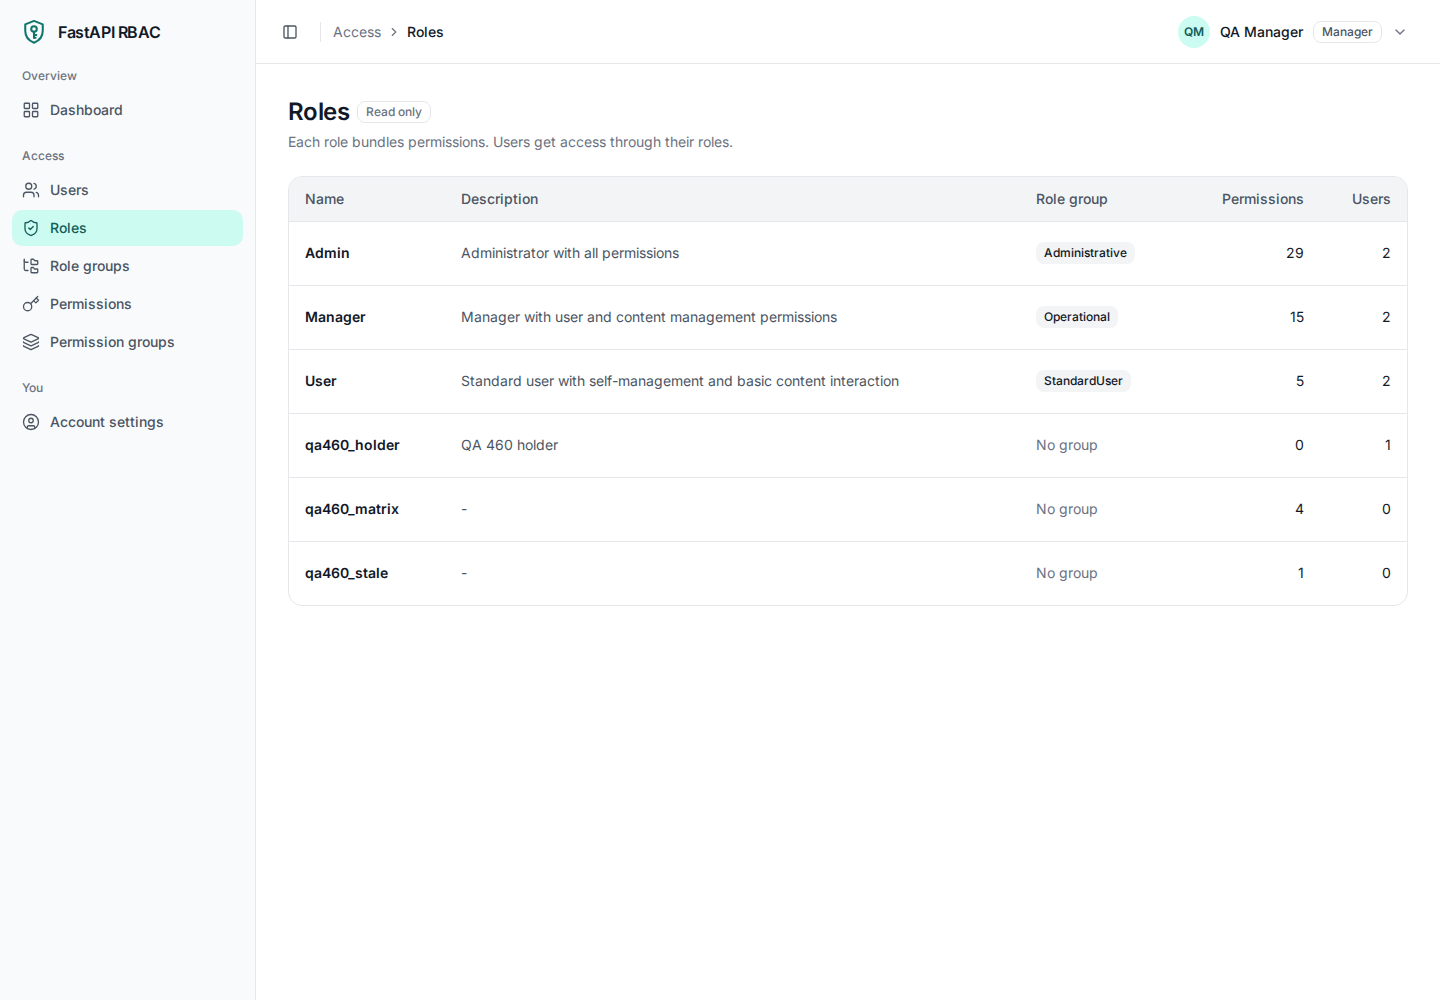 FastAPI RBAC
Overview
Dashboard
Access
Users
Roles
Role groups
Permissions
Permission groups
You
Account settings
Access > Roles
QM QA Manager Manager
Roles Read only
Each role bundles permissions. Users get access through their roles.
Name Description Role group Permissions Users
Admin Administrator with all permissions Administrative 29 2
Manager Manager with user and content management permissions Operational 15 2
User Standard user with self-management and basic content interaction StandardUser 5 2
qa460_holder QA 460 holder No group 0 1
qa460_matrix - No group 4 0
qa460_stale - No group 1 0